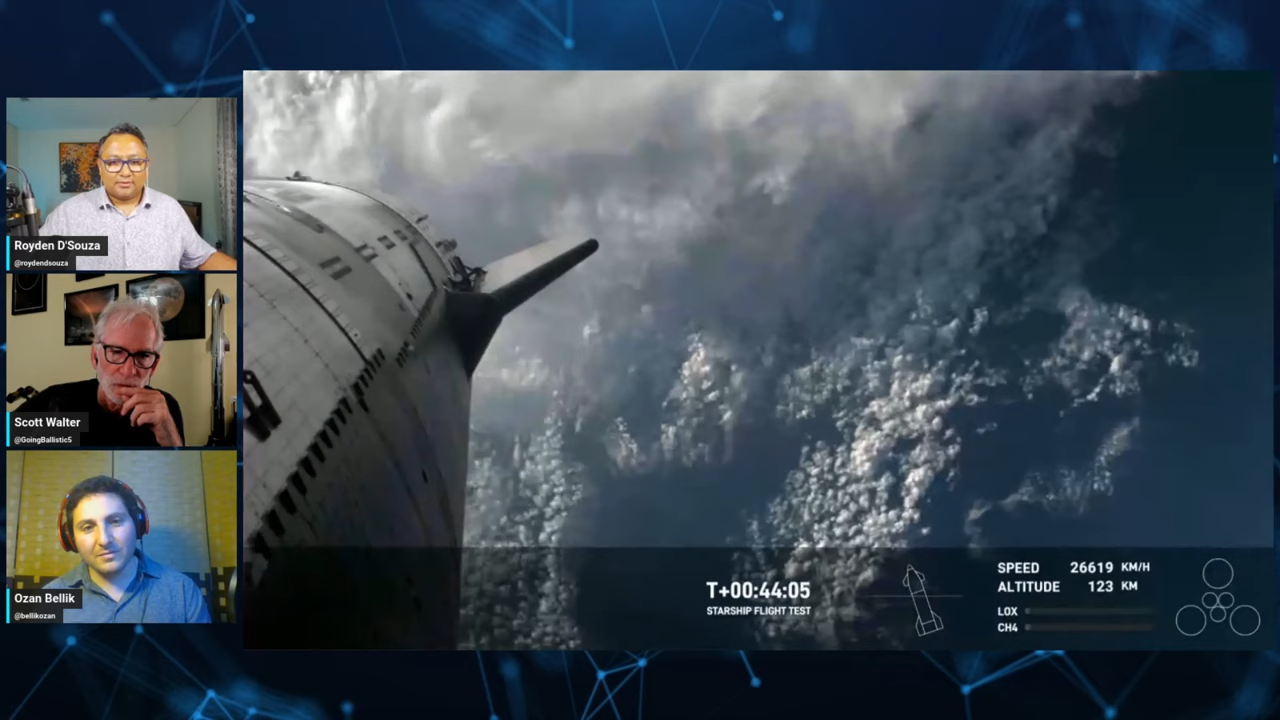 Royden D'Souza
@roydendsouza
Scott Walter
@GoingBallistic5
Ozan Bellik
@bellikozan
T+00:44:05
STARSHIP FLIGHT TEST
SPEED 26619 KM/H
ALTITUDE 123 KM
LOX
CH4